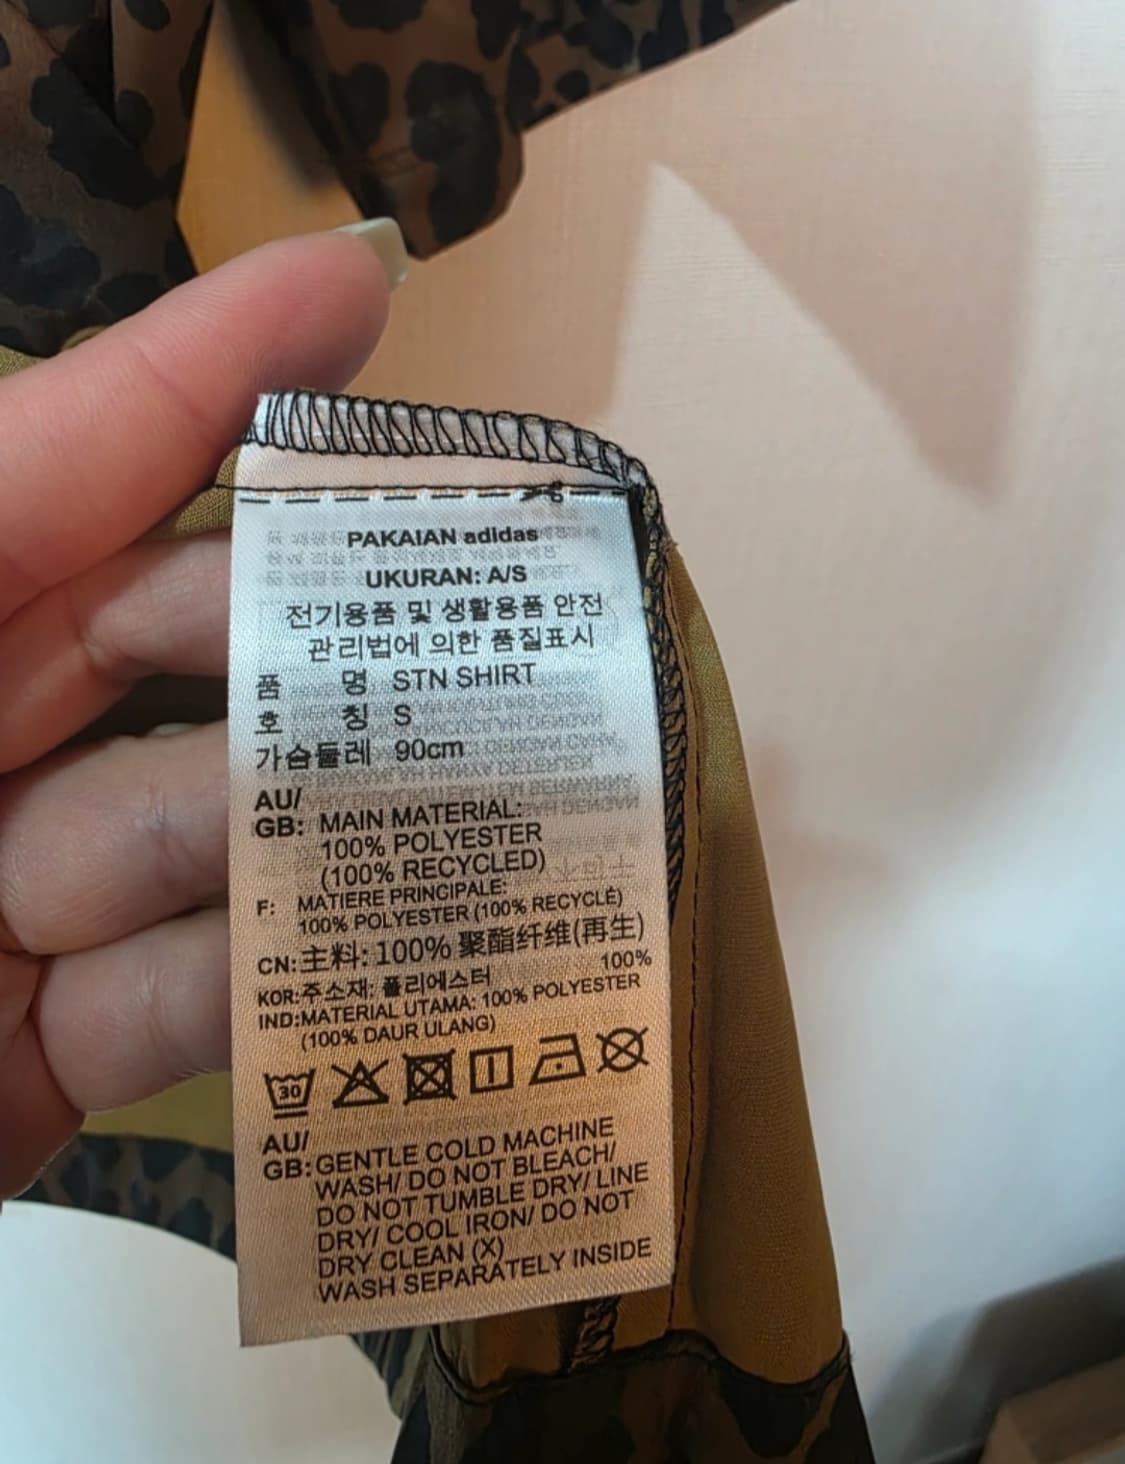 PAKAIAN adidas
UKURAN: A/S
전기용품 및 생활용품 안전
관리법에 의한 품질표시
품 명 STN SHIRT
호 칭 S
가슴둘레 90cm
AU/
GB: MAIN MATERIAL:
100% POLYESTER
(100% RECYCLED)
F: MATIERE PRINCIPALE:
100% POLYESTER (100% RECYCLÉ)
CN: 主料: 100% 聚酯纤维(再生)
KOR: 주소재: 폴리에스터 100%
IND: MATERIAL UTAMA: 100% POLYESTER
(100% DAUR ULANG)
30
AU/
GB: GENTLE COLD MACHINE
WASH/ DO NOT BLEACH/
DO NOT TUMBLE DRY/ LINE
DRY/ COOL IRON/ DO NOT
DRY CLEAN (X)
WASH SEPARATELY INSIDE